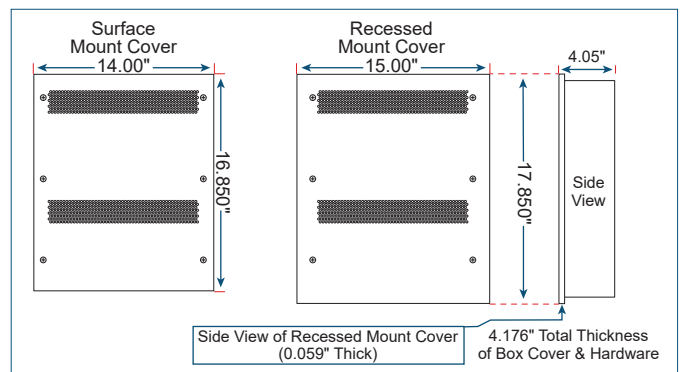 Surface
Mount Cover
14.00"
16.850"
Recessed
Mount Cover
15.00"
17.850"
4.05"
Side
View
Side View of Recessed Mount Cover
(0.059" Thick)
4.176" Total Thickness
of Box Cover & Hardware